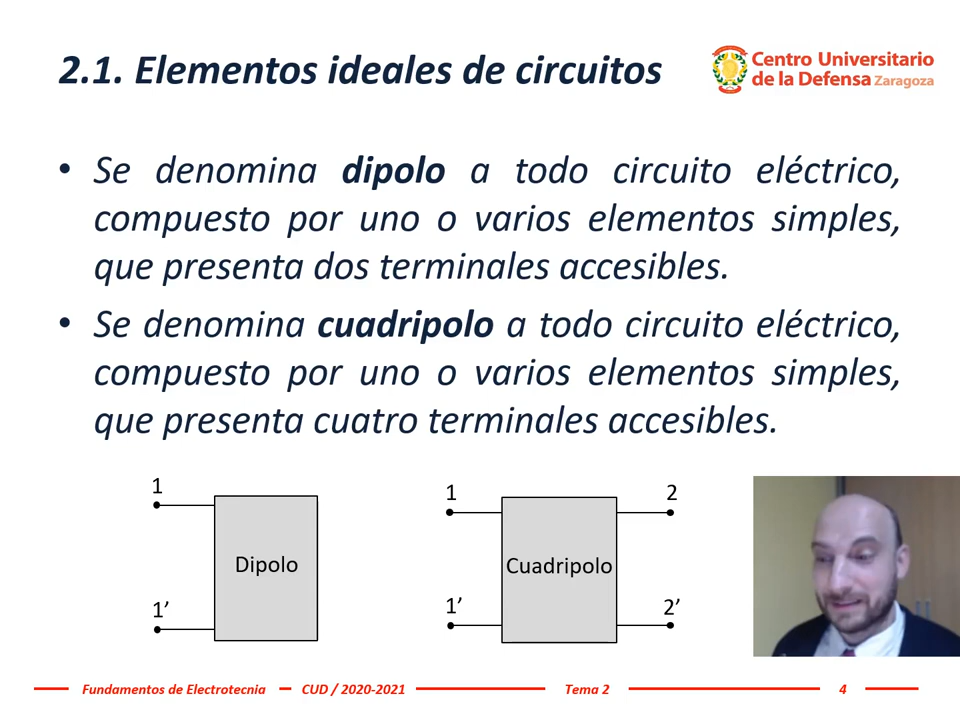 2.1. Elementos ideales de circuitos
Centro Universitario
de la Defensa Zaragoza
• Se denomina dipolo a todo circuito eléctrico,
compuesto por uno o varios elementos simples,
que presenta dos terminales accesibles.
• Se denomina cuadripolo a todo circuito eléctrico,
compuesto por uno o varios elementos simples,
que presenta cuatro terminales accesibles.
1
Dipolo
1’
1
2
Cuadripolo
1’
2’
Fundamentos de Electrotecnia
CUD / 2020-2021
Tema 2
4